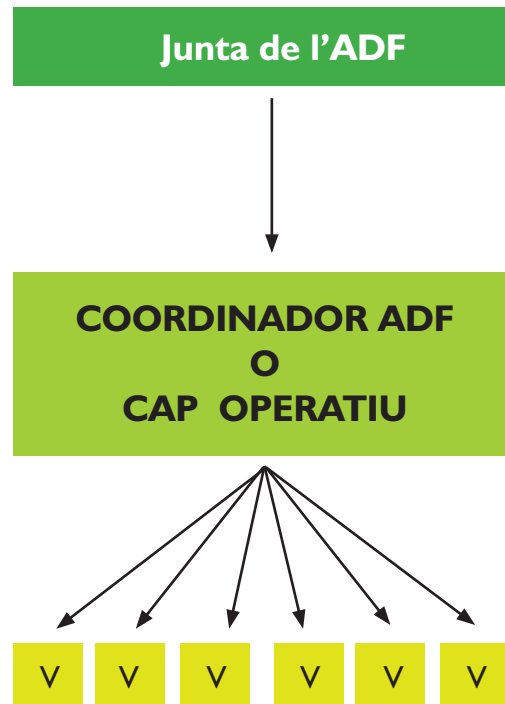 Junta de l’ADF
COORDINADOR ADF
O
CAP OPERATIU
V V V V V V